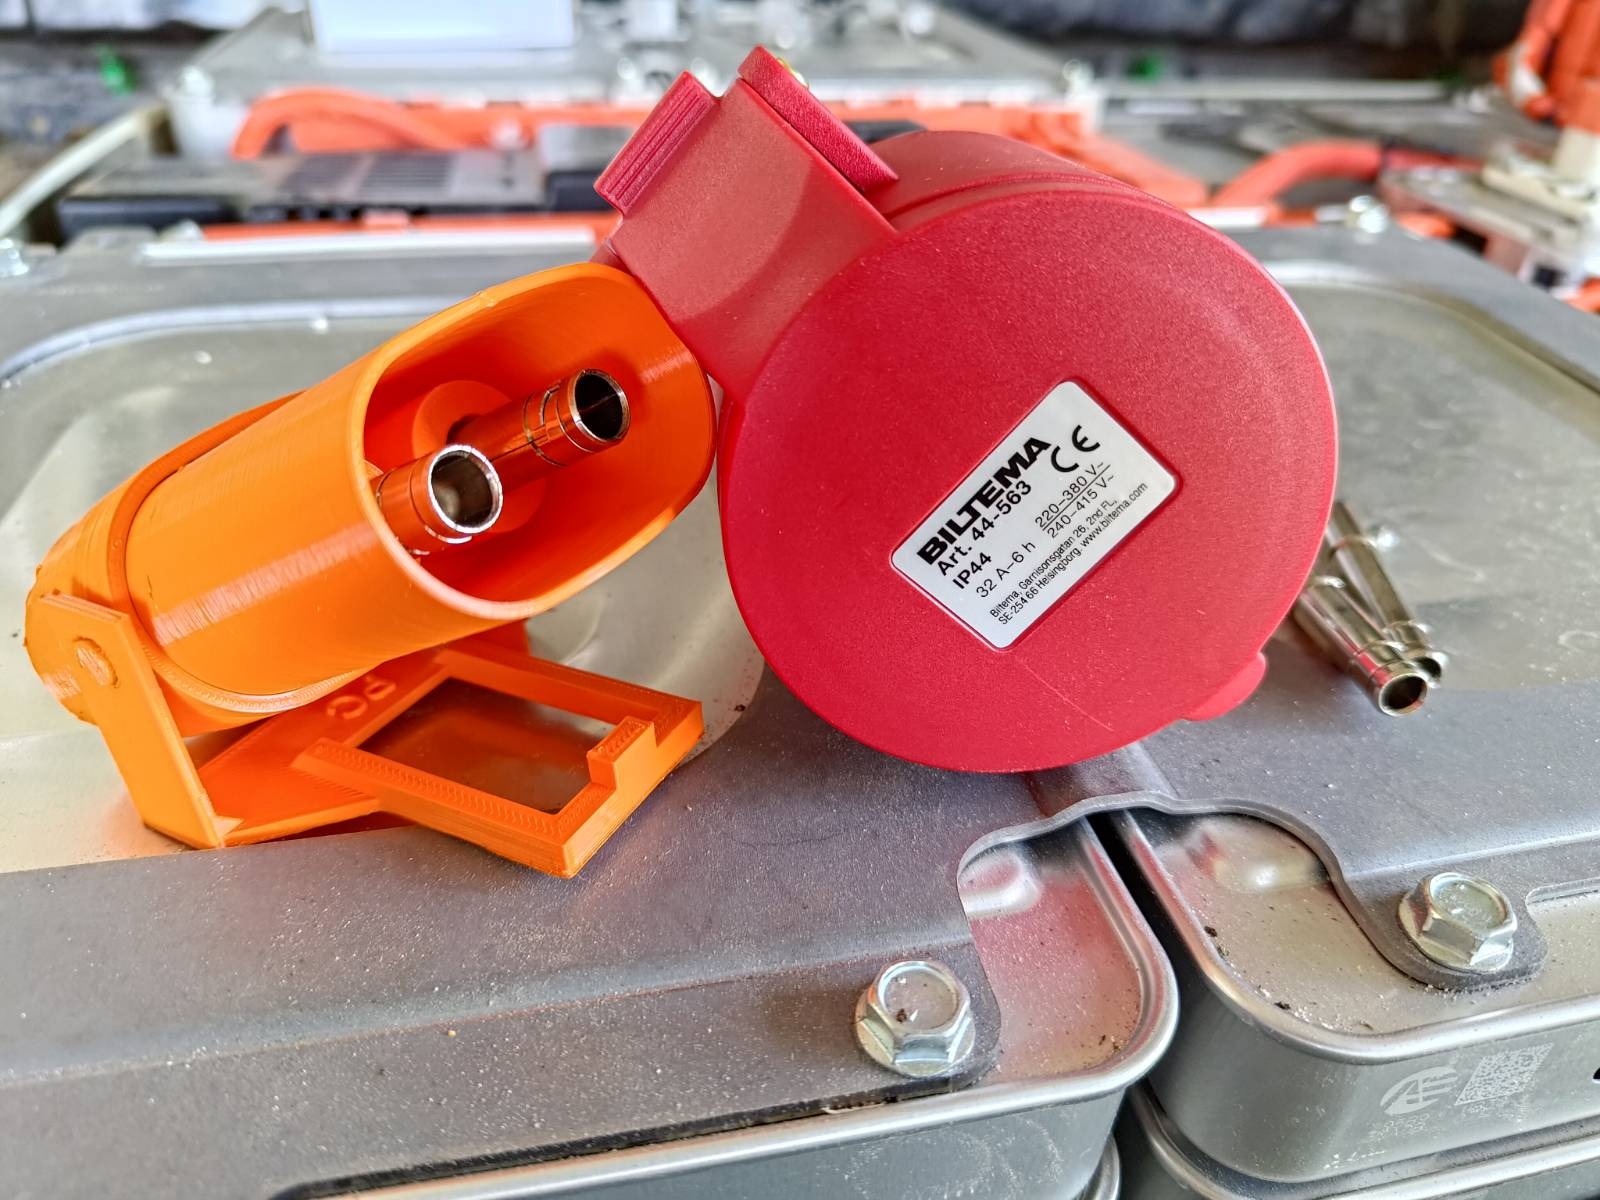 BILTEMA
CE
Art. 44-563
IP44
32 A–6 h
220–380 V~
240–415 V~
Biltema, Garnisonsgatan 26, 2nd FL,
SE-254 66 Helsingborg. www.biltema.com